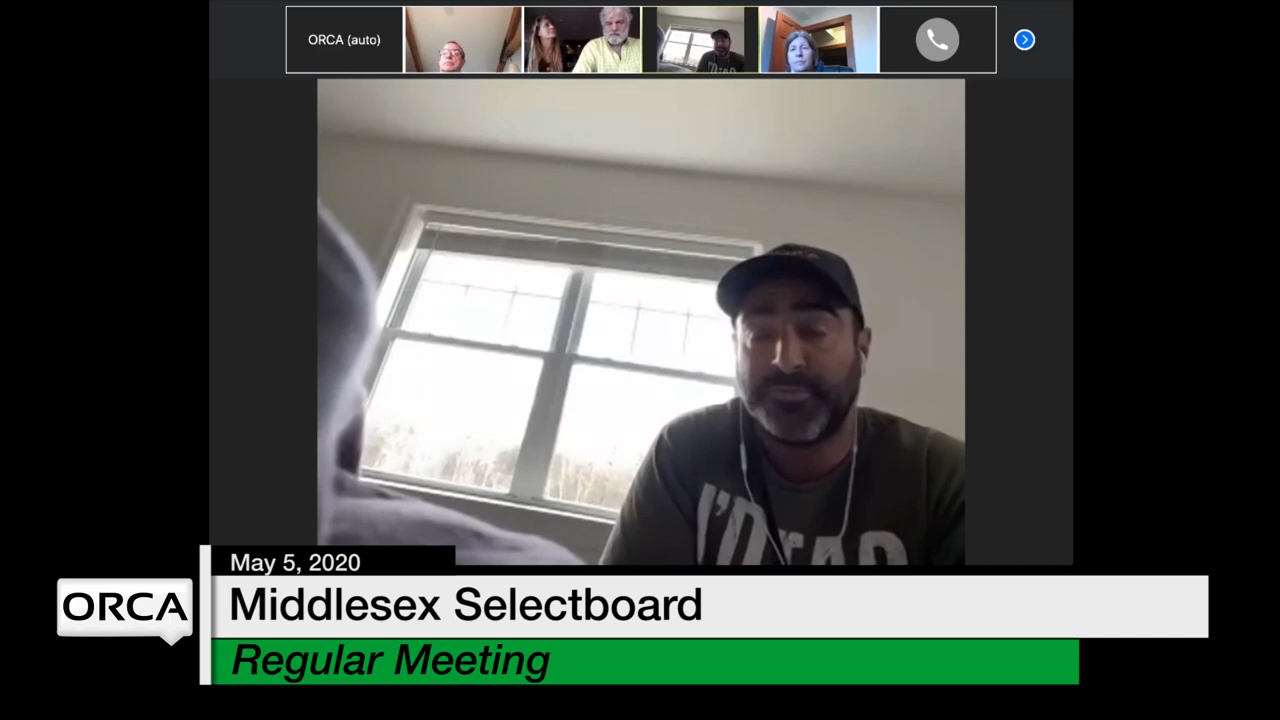 ORCA (auto)
May 5, 2020
ORCA
Middlesex Selectboard
Regular Meeting